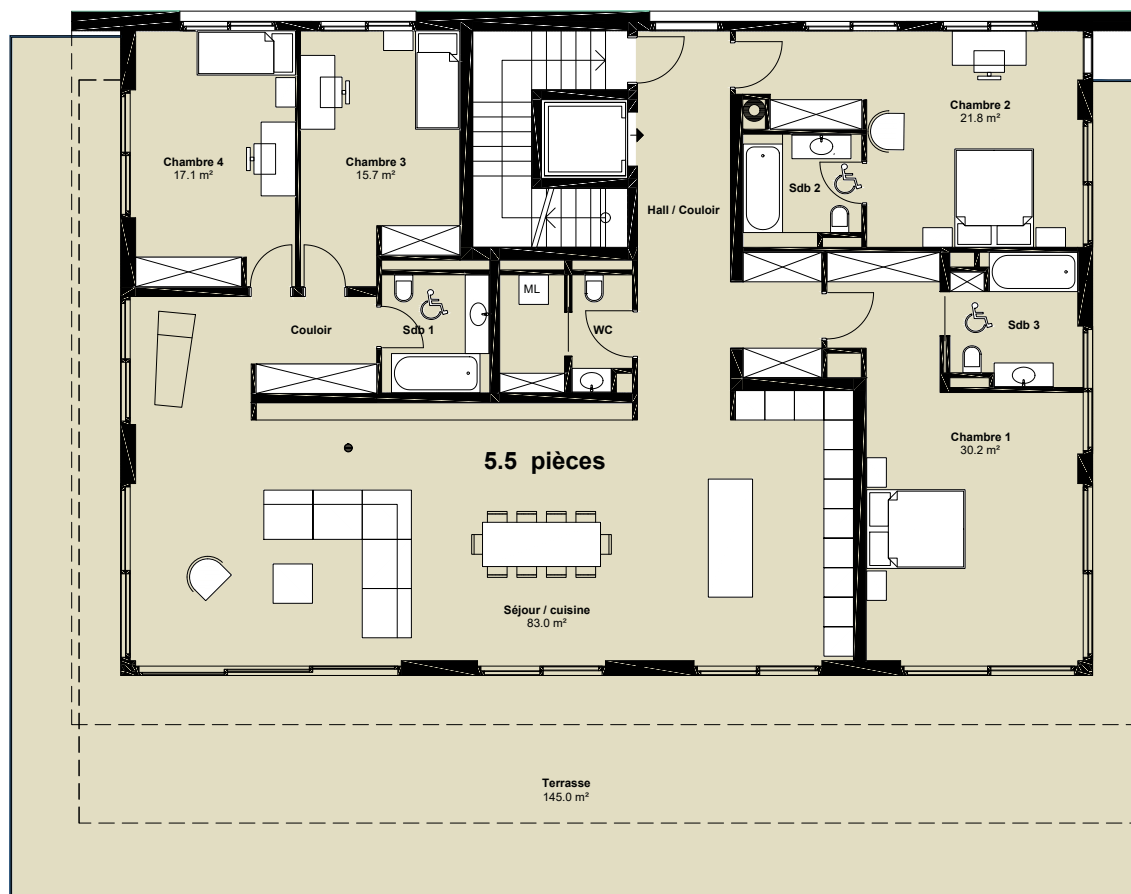 Chambre 2
21.8 m²
Chambre 4
17.1 m²
Chambre 3
15.7 m²
Sdb 2
Hall / Couloir
ML
Couloir
Sdb 1
WC
Sdb 3
Chambre 1
30.2 m²
5.5 pièces
Séjour / cuisine
83.0 m²
Terrasse
145.0 m²